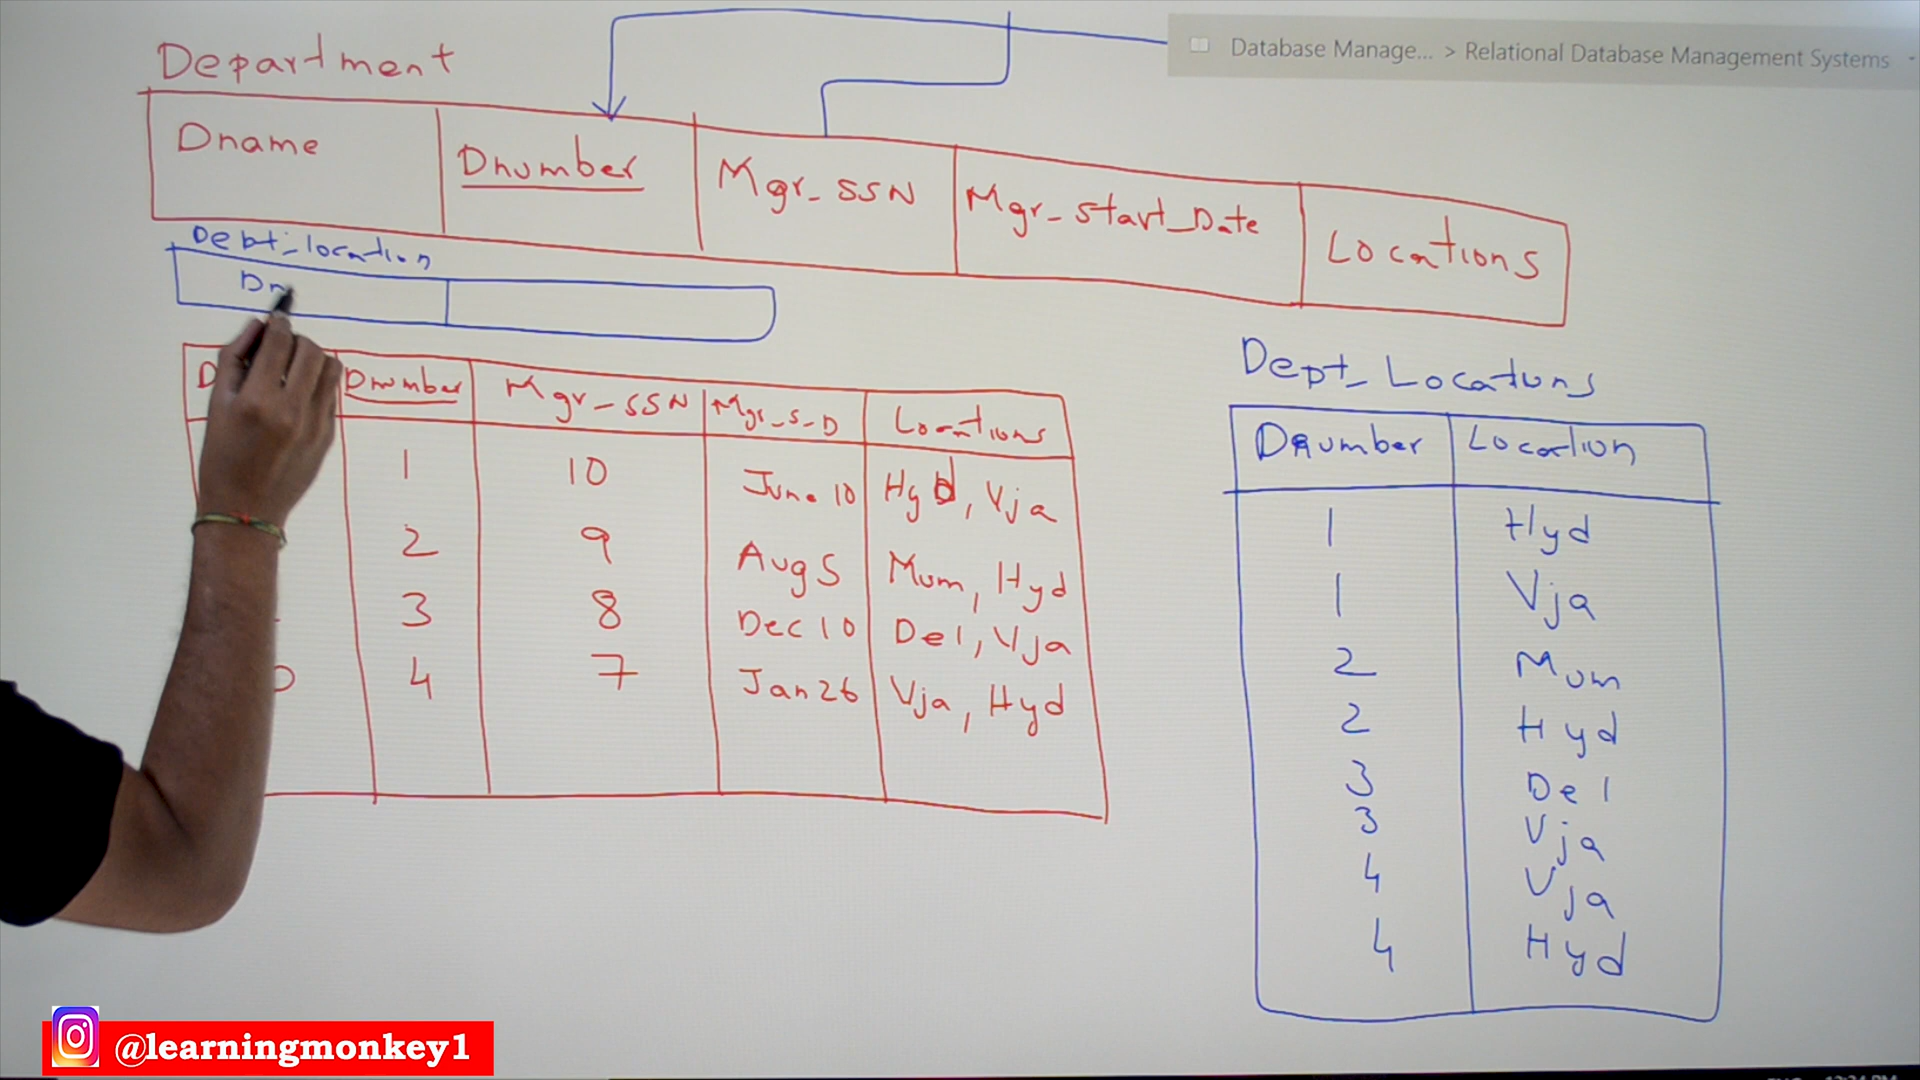 Database Manage... > Relational Database Management Systems
Department
Dname Dnumber Mgr_SSN Mgr_Start_Date Locations
Dept_location
Dn
D Dnumber Mgr_SSN Mgr_S_D Locations
1 10 June 10 Hyd, Vja
2 9 Aug 5 Mum, Hyd
3 8 Dec 10 Del, Vja
4 7 Jan 26 Vja, Hyd
Dept_Locations
Dnumber Location
1 Hyd
1 Vja
2 Mum
2 Hyd
3 Del
3 Vja
4 Vja
4 Hyd
@learningmonkey1